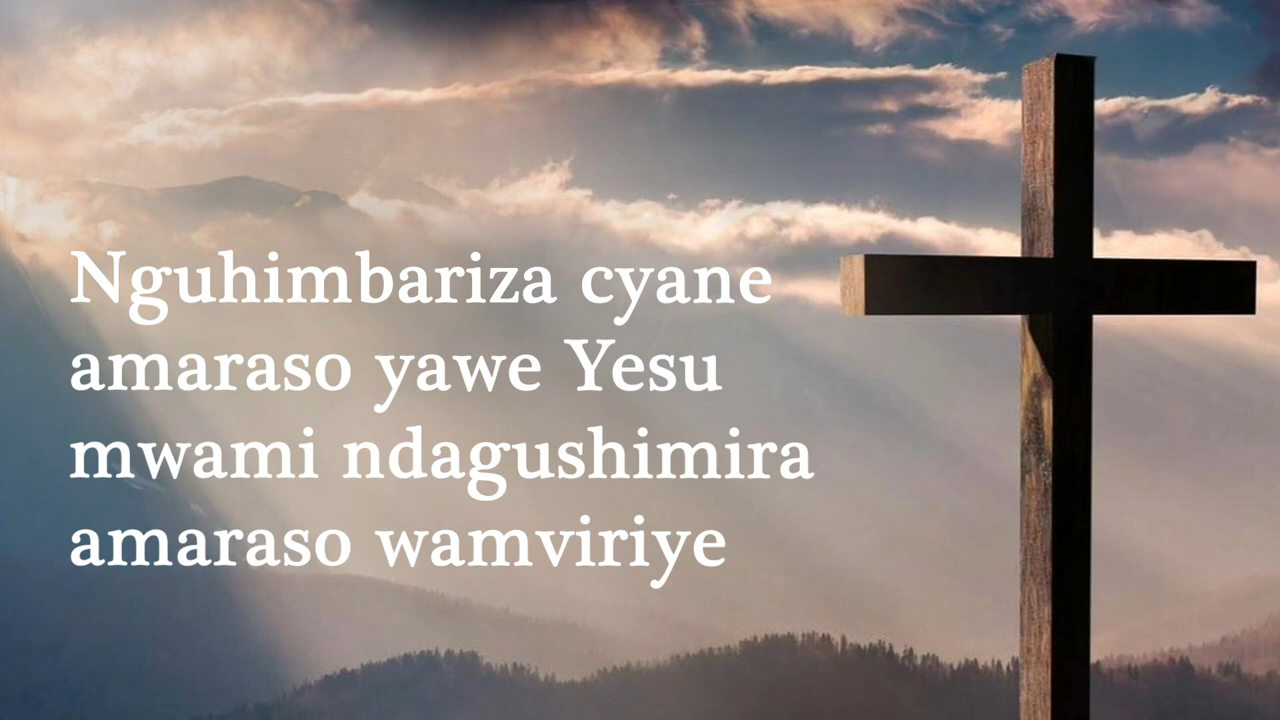 Nguhimbariza cyane
amaraso yawe Yesu
mwami ndagushimira
amaraso wamviriye